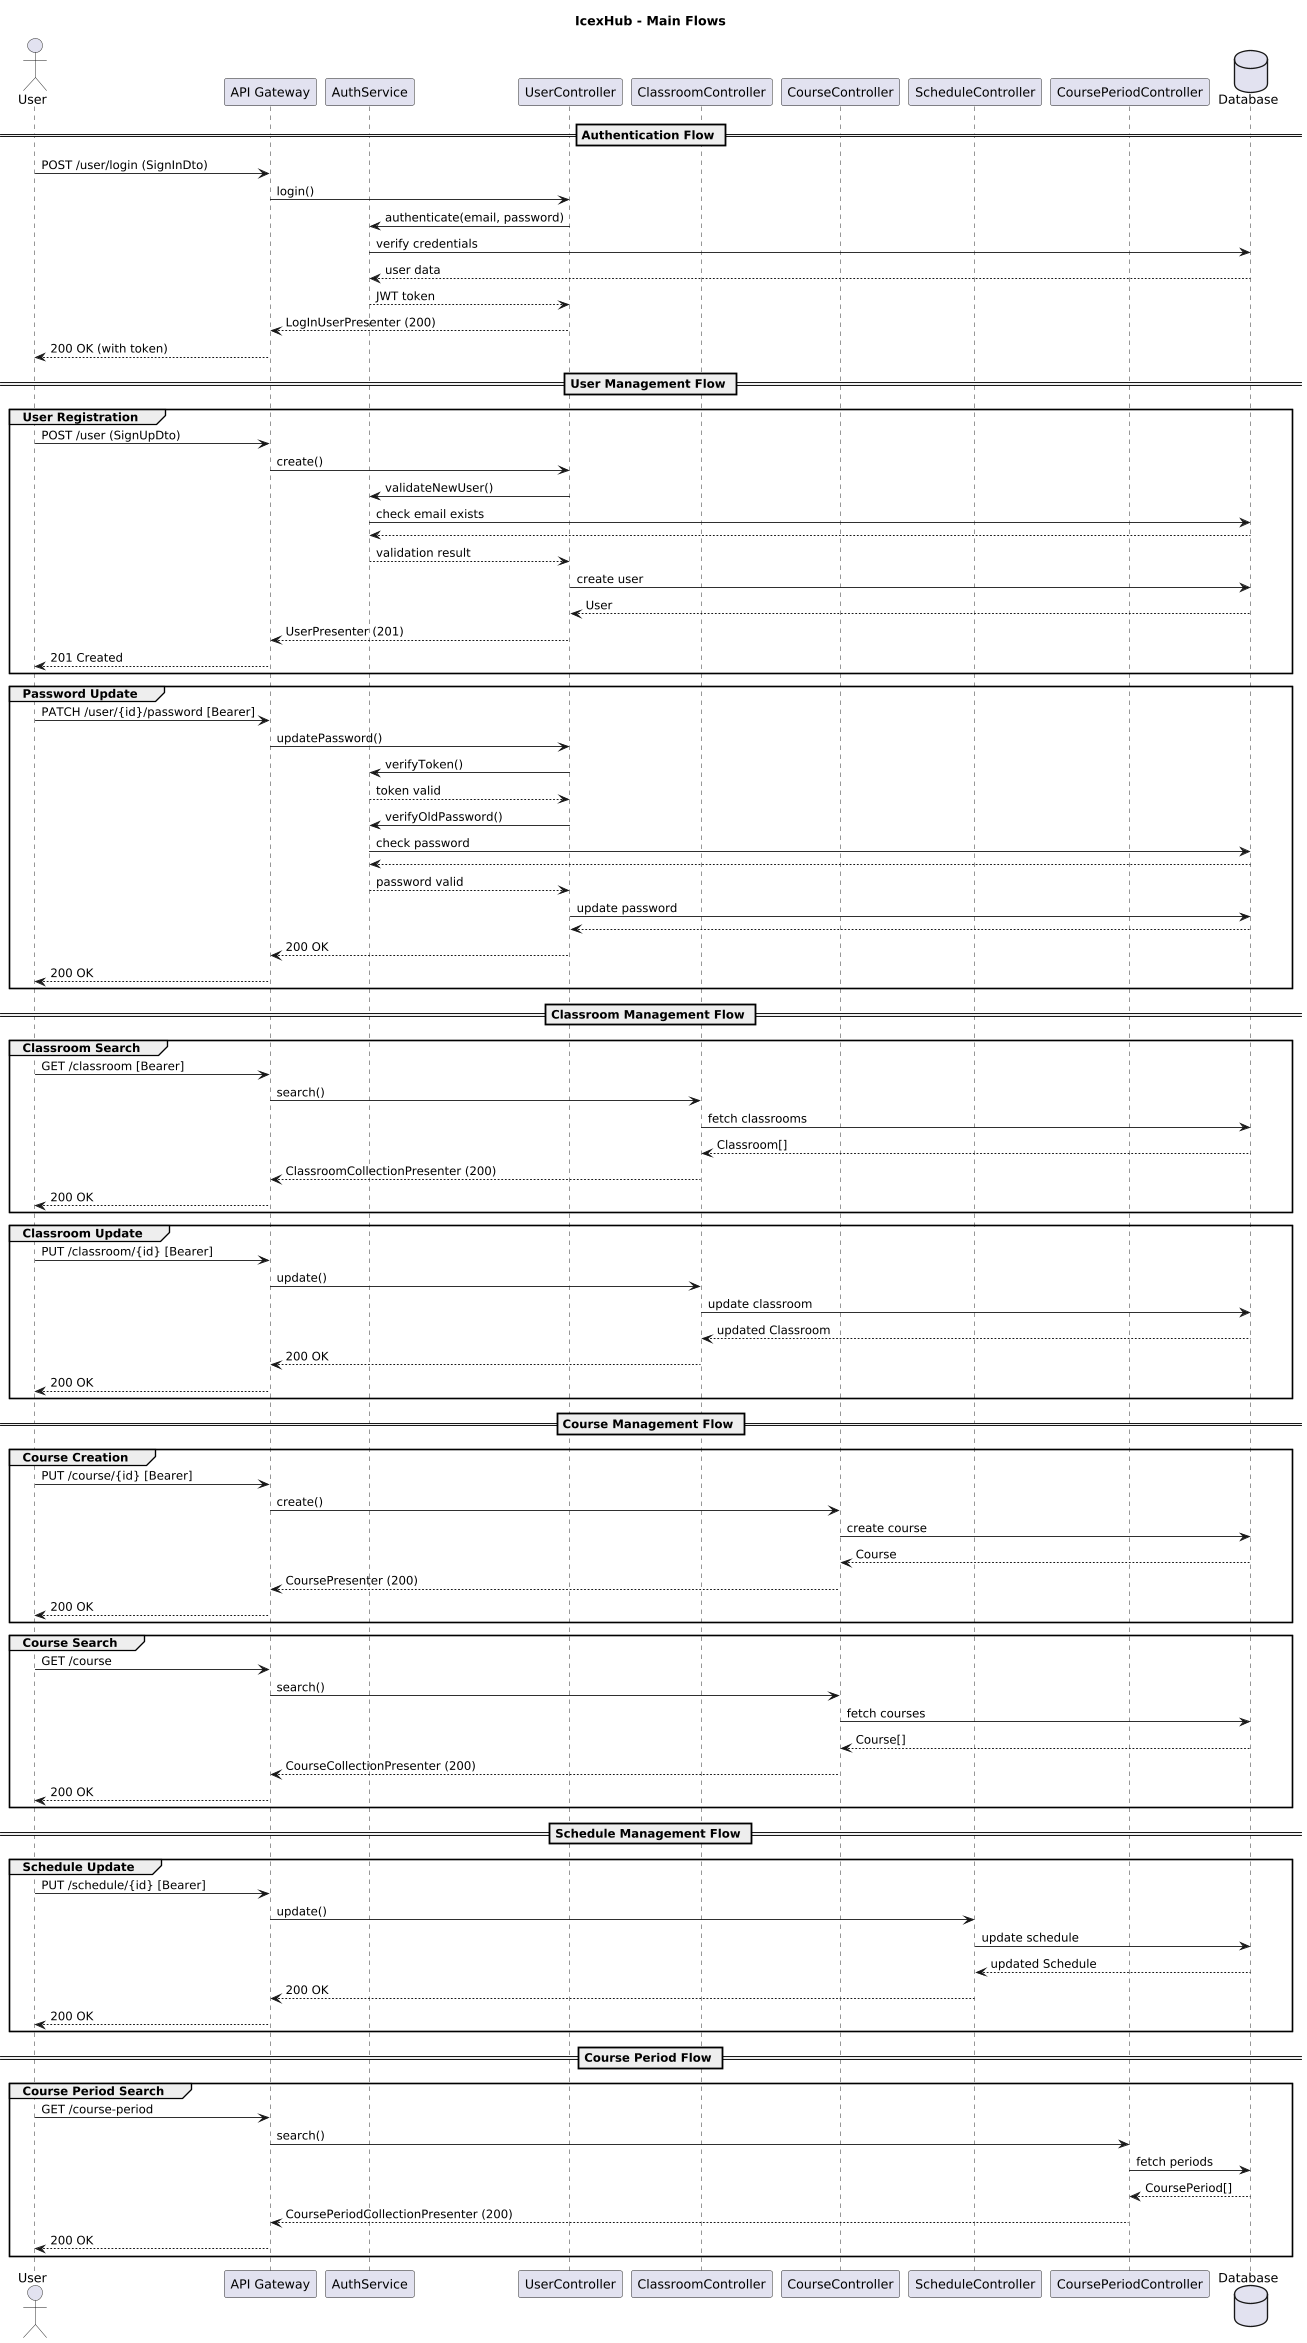 IcexHub - Main Flows
User
API Gateway
AuthService
UserController
ClassroomController
CourseController
ScheduleController
CoursePeriodController
Database
Authentication Flow
POST /user/login (SignInDto)
login()
authenticate(email, password)
verify credentials
user data
JWT token
LogInUserPresenter (200)
200 OK (with token)
User Management Flow
User Registration
POST /user (SignUpDto)
create()
validateNewUser()
check email exists
validation result
create user
User
UserPresenter (201)
201 Created
Password Update
PATCH /user/{id}/password [Bearer]
updatePassword()
verifyToken()
token valid
verifyOldPassword()
check password
password valid
update password
200 OK
200 OK
Classroom Management Flow
Classroom Search
GET /classroom [Bearer]
search()
fetch classrooms
Classroom[]
ClassroomCollectionPresenter (200)
200 OK
Classroom Update
PUT /classroom/{id} [Bearer]
update()
update classroom
updated Classroom
200 OK
200 OK
Course Management Flow
Course Creation
PUT /course/{id} [Bearer]
create()
create course
Course
CoursePresenter (200)
200 OK
Course Search
GET /course
search()
fetch courses
Course[]
CourseCollectionPresenter (200)
200 OK
Schedule Management Flow
Schedule Update
PUT /schedule/{id} [Bearer]
update()
update schedule
updated Schedule
200 OK
200 OK
Course Period Flow
Course Period Search
GET /course-period
search()
fetch periods
CoursePeriod[]
CoursePeriodCollectionPresenter (200)
200 OK
User
API Gateway
AuthService
UserController
ClassroomController
CourseController
ScheduleController
CoursePeriodController
Database